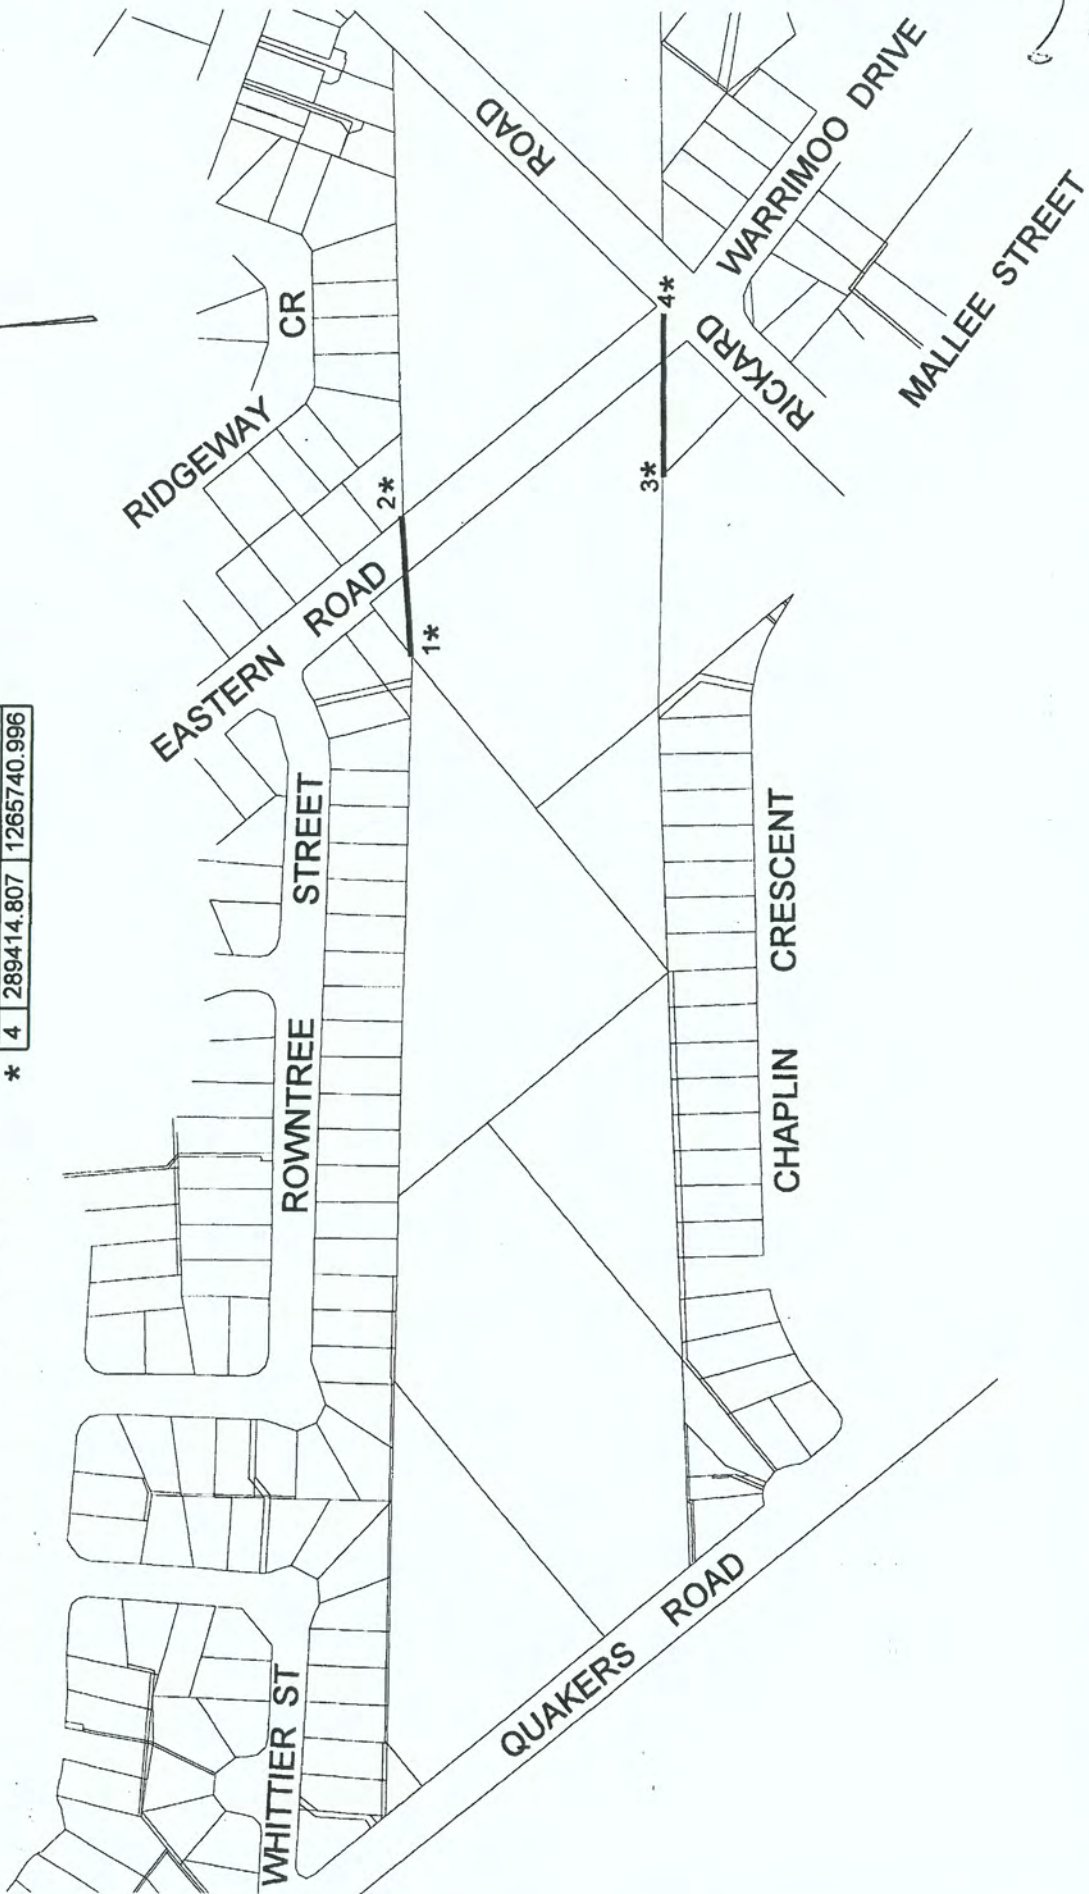 * 4 289414.807 1265740.996
WHITTIER ST
ROWNTREE STREET
EASTERN ROAD
RIDGEWAY CR
1*
2*
3*
4*
QUAKERS ROAD
CHAPLIN CRESCENT
RICKARD ROAD
WARRIMOO DRIVE
MALLEE STREET